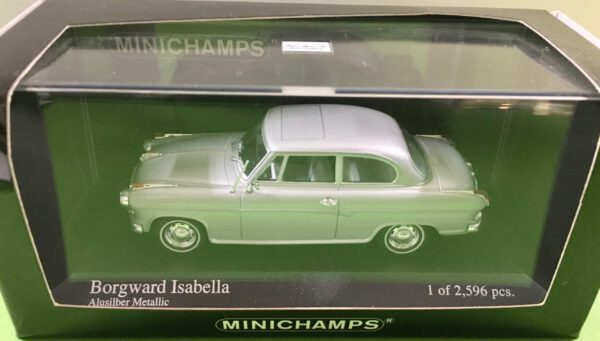 MINICHAMPS
Borgward Isabella
Alusilber Metallic
1 of 2,596 pcs.
MINICHAMPS®